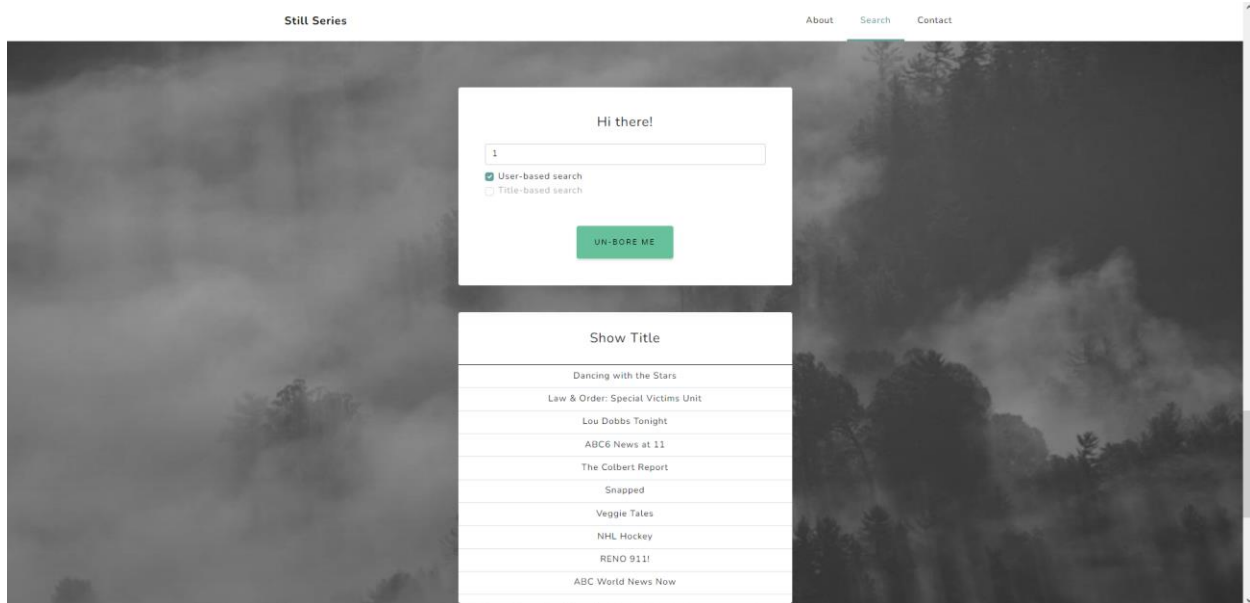 Still Series
About Search Contact
Hi there!
1
User-based search
Title-based search
UN-BORE ME
Show Title
Dancing with the Stars
Law & Order: Special Victims Unit
Lou Dobbs Tonight
ABC6 News at 11
The Colbert Report
Snapped
Veggie Tales
NHL Hockey
RENO 911!
ABC World News Now